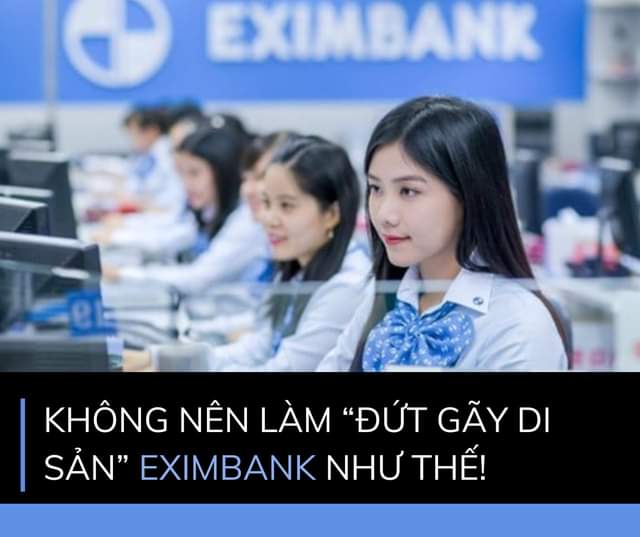 EXIMBANK
KHÔNG NÊN LÀM “ĐỨT GÃY DI
SẢN” EXIMBANK NHƯ THẾ!